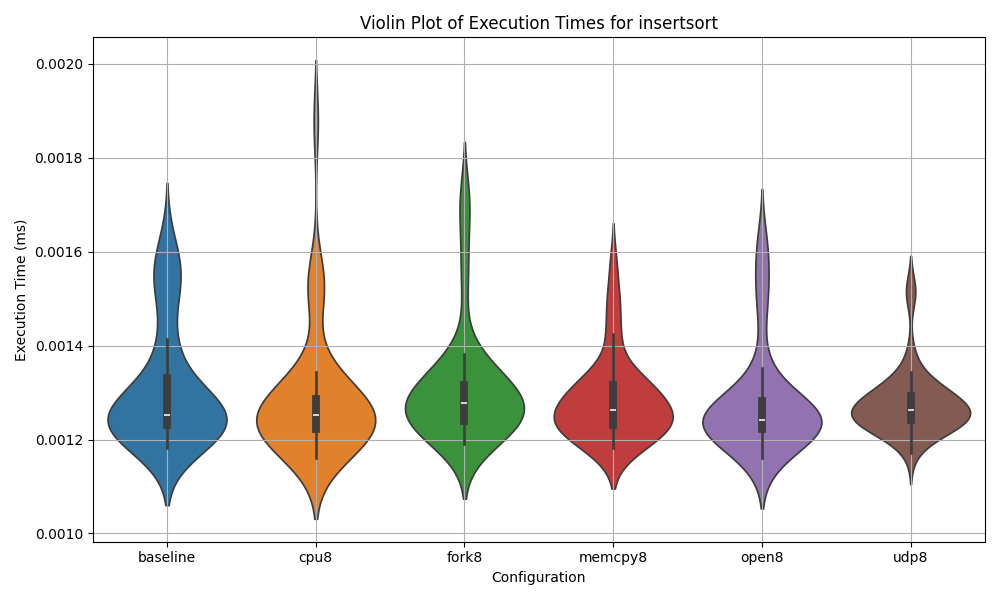 Violin Plot of Execution Times for insertsort
Execution Time (ms)
0.0020
0.0018
0.0016
0.0014
0.0012
0.0010
baseline
cpu8
fork8
memcpy8
open8
udp8
Configuration